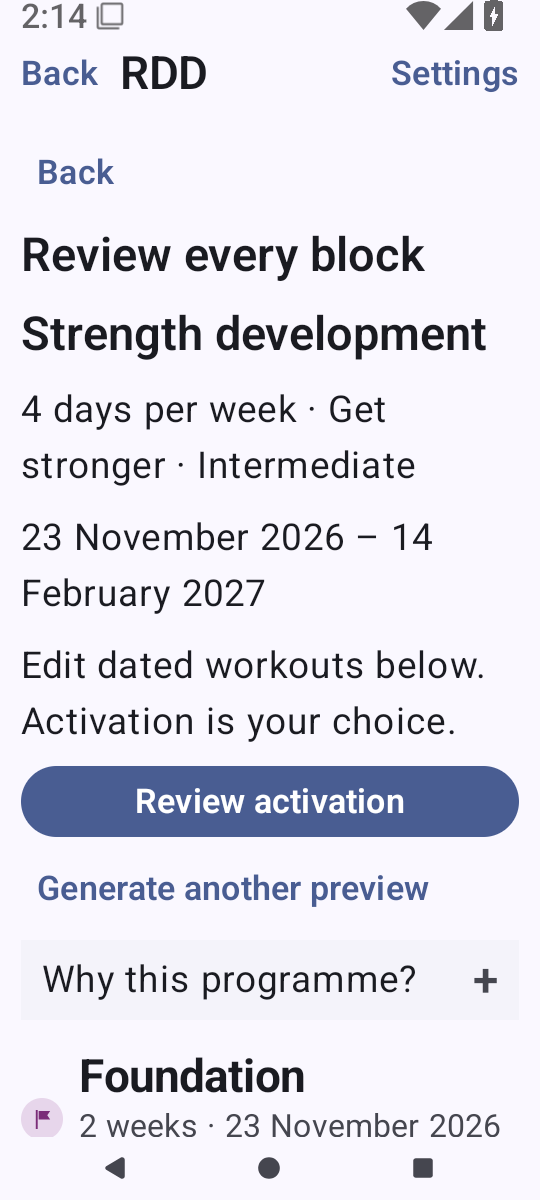 2:14
Back RDD Settings
Back
Review every block
Strength development
4 days per week · Get
stronger · Intermediate
23 November 2026 – 14
February 2027
Edit dated workouts below.
Activation is your choice.
Review activation
Generate another preview
Why this programme? +
Foundation
2 weeks · 23 November 2026